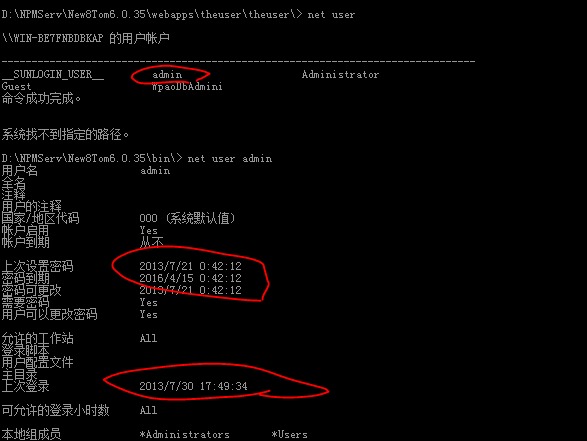 D:\NPMServ\New8Tom6.0.35\webapps\theuser\theuser\> net user
\\WIN-BE7FNBDBKAP 的用户帐户
-------------------------------------------------------------------------------
__SUNLOGIN_USER__ admin Administrator
Guest WpaoDbAdmini
命令成功完成。
系统找不到指定的路径。
D:\NPMServ\New8Tom6.0.35\bin\> net user admin
用户名 admin
全名
注释
用户的注释
国家/地区代码 000 (系统默认值)
帐户启用 Yes
帐户到期 从不
上次设置密码 2013/7/21 0:42:12
密码到期 2016/4/15 0:42:12
密码可更改 2013/7/21 0:42:12
需要密码 Yes
用户可以更改密码 Yes
允许的工作站 All
登录脚本
用户配置文件
主目录
上次登录 2013/7/30 17:49:34
可允许的登录小时数 All
本地组成员 *Administrators *Users